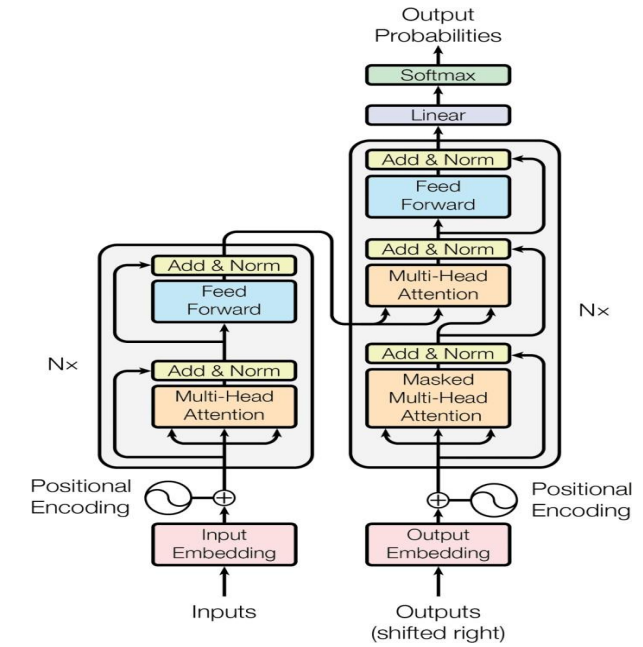 Output
Probabilities
Softmax
Linear
Add & Norm
Feed
Forward
Add & Norm
Multi-Head
Attention
Add & Norm
Masked
Multi-Head
Attention
Nx
Add & Norm
Feed
Forward
Add & Norm
Multi-Head
Attention
Nx
Positional
Encoding
Positional
Encoding
Input
Embedding
Output
Embedding
Inputs
Outputs
(shifted right)